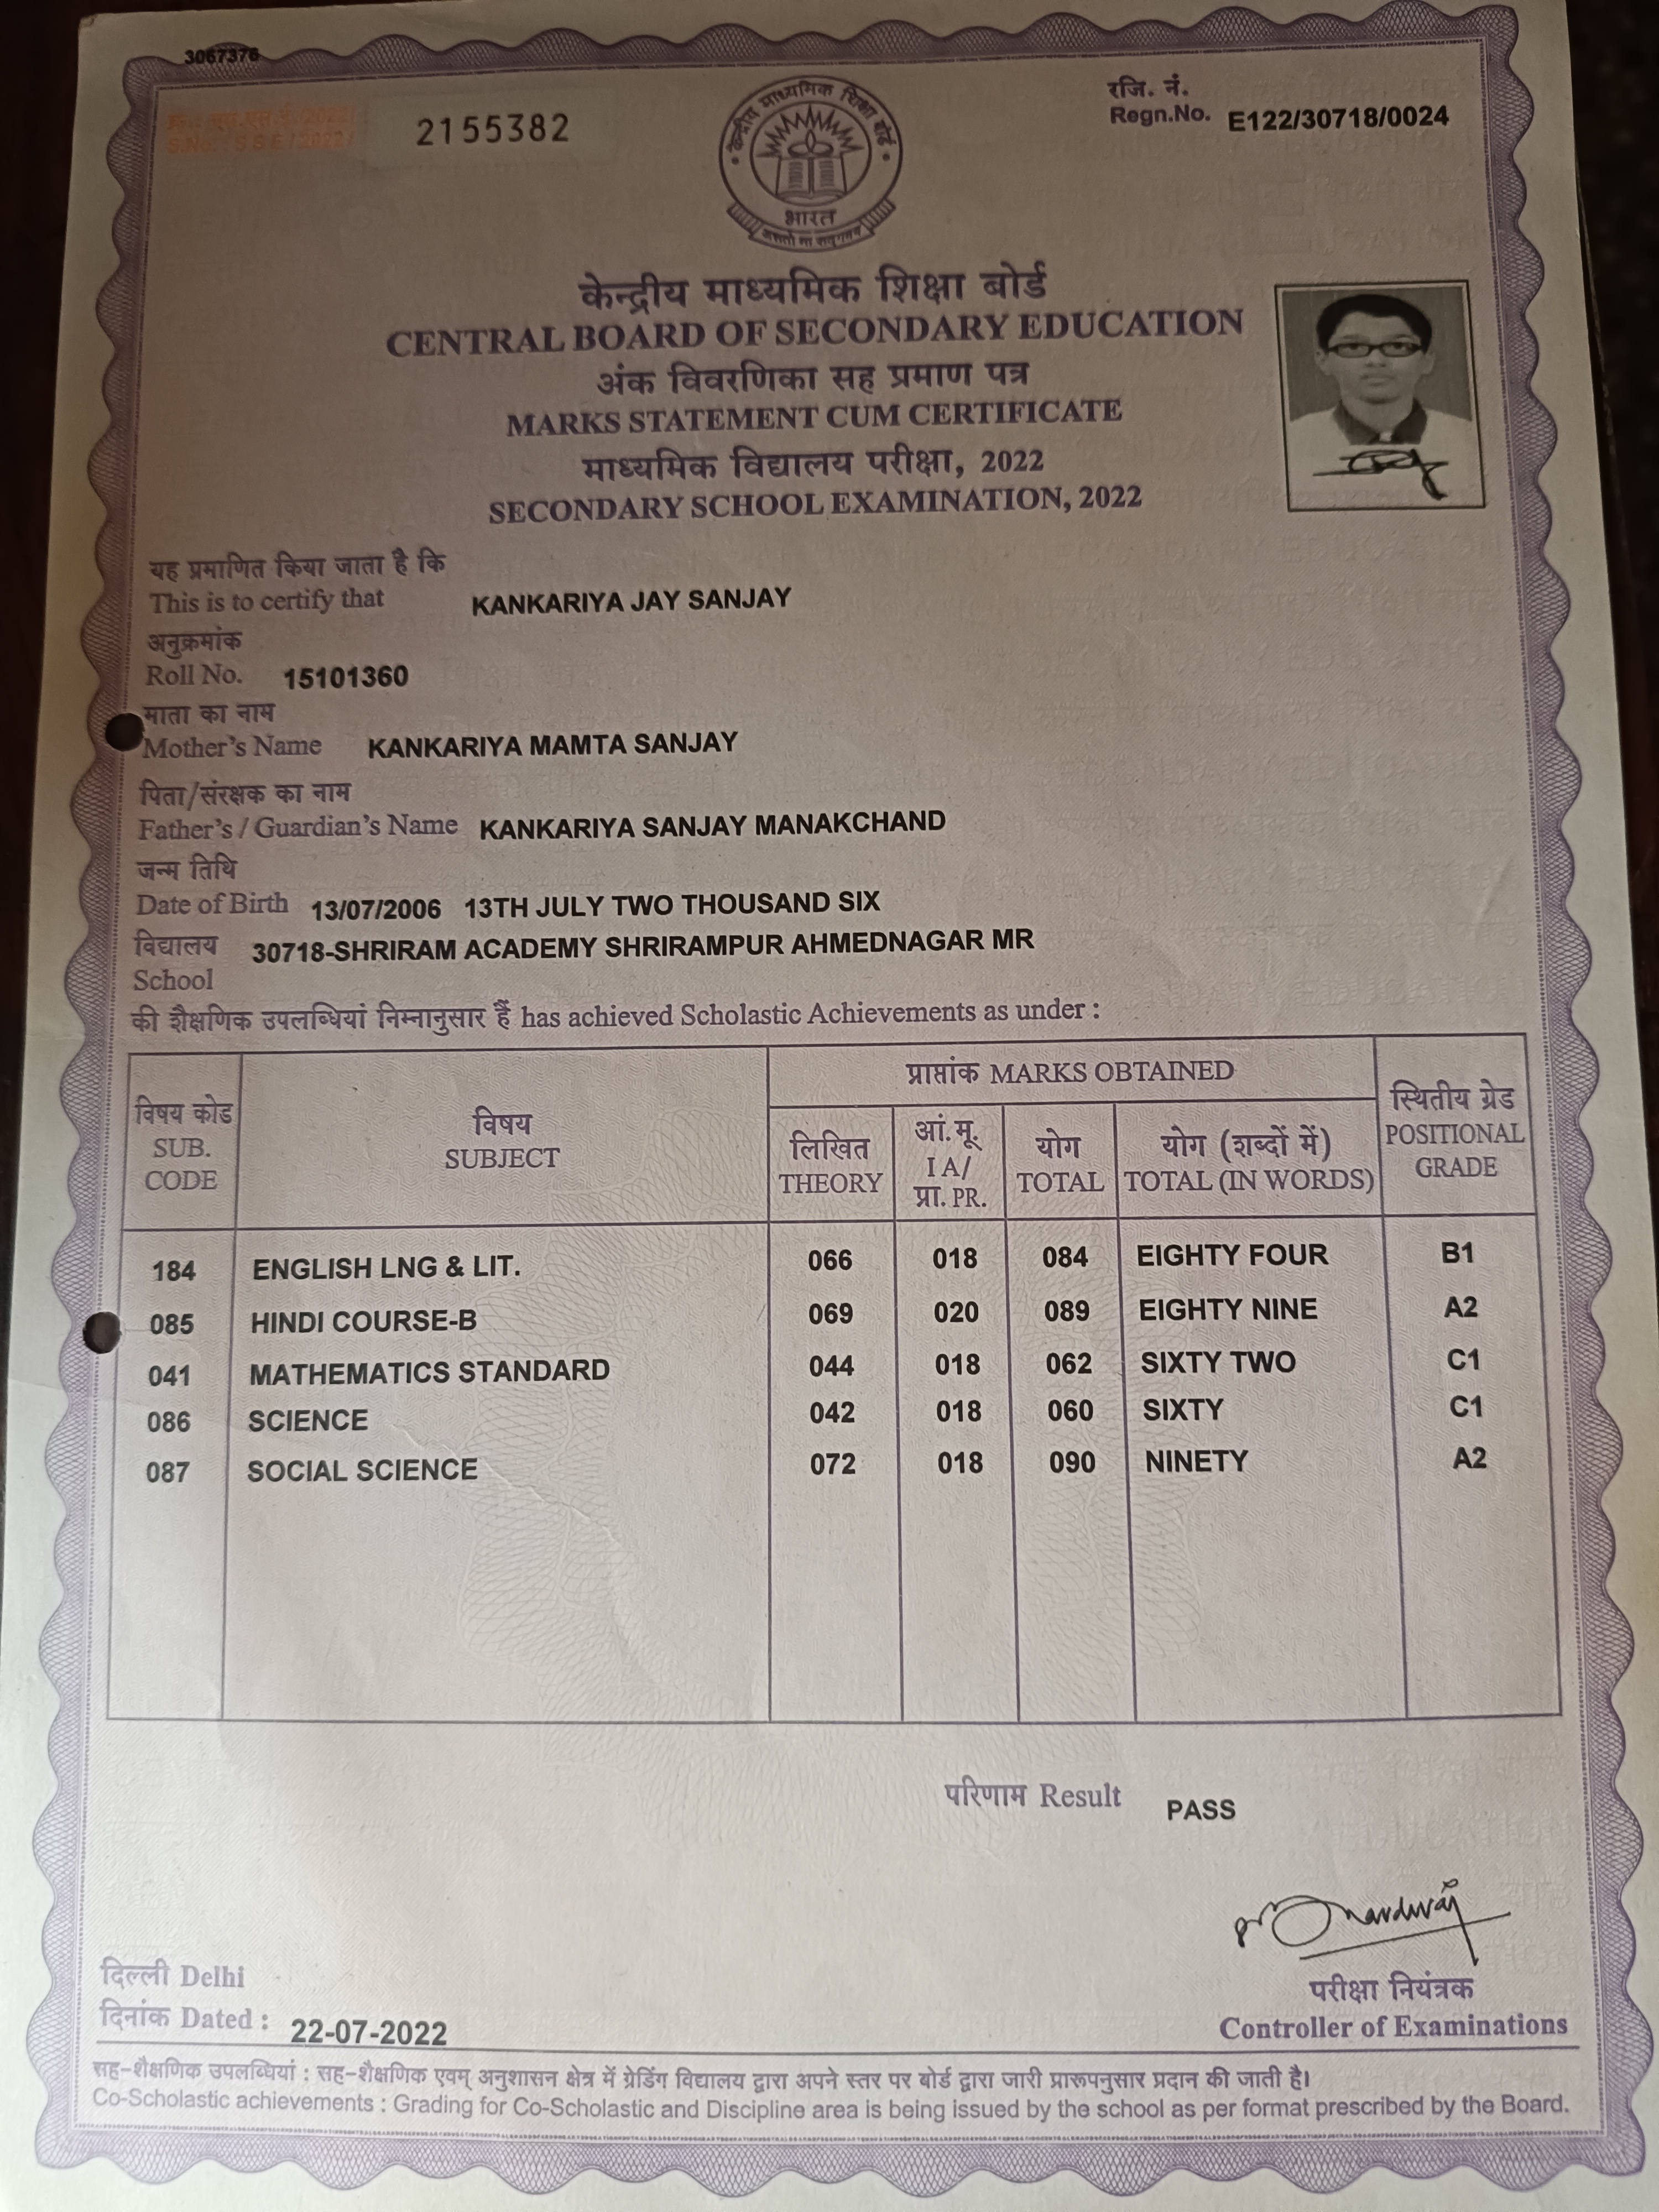 3067376
2155382
रजि. नं.
Regn.No. E122/30718/0024
केन्द्रीय माध्यमिक शिक्षा बोर्ड
भारत
असतो मा सद्गमय
केन्द्रीय माध्यमिक शिक्षा बोर्ड
CENTRAL BOARD OF SECONDARY EDUCATION
अंक विवरणिका सह प्रमाण पत्र
MARKS STATEMENT CUM CERTIFICATE
माध्यमिक विद्यालय परीक्षा, 2022
SECONDARY SCHOOL EXAMINATION, 2022
यह प्रमाणित किया जाता है कि
This is to certify that KANKARIYA JAY SANJAY
अनुक्रमांक
Roll No. 15101360
माता का नाम
Mother's Name KANKARIYA MAMTA SANJAY
पिता/संरक्षक का नाम
Father's / Guardian's Name KANKARIYA SANJAY MANAKCHAND
जन्म तिथि
Date of Birth 13/07/2006 13TH JULY TWO THOUSAND SIX
विद्यालय 30718-SHRIRAM ACADEMY SHRIRAMPUR AHMEDNAGAR MR
School
की शैक्षणिक उपलब्धियां निम्नानुसार हैं has achieved Scholastic Achievements as under :
विषय कोड
SUB.
CODE
विषय
SUBJECT
प्राप्तांक MARKS OBTAINED
लिखित
THEORY
आं.मू.
I A/
प्रा. PR.
योग
TOTAL
योग (शब्दों में)
TOTAL (IN WORDS)
स्थितीय ग्रेड
POSITIONAL
GRADE
184 ENGLISH LNG & LIT. 066 018 084 EIGHTY FOUR B1
085 HINDI COURSE-B 069 020 089 EIGHTY NINE A2
041 MATHEMATICS STANDARD 044 018 062 SIXTY TWO C1
086 SCIENCE 042 018 060 SIXTY C1
087 SOCIAL SCIENCE 072 018 090 NINETY A2
परिणाम Result PASS
दिल्ली Delhi
दिनांक Dated : 22-07-2022
परीक्षा नियंत्रक
Controller of Examinations
सह-शैक्षणिक उपलब्धियां : सह-शैक्षणिक एवम् अनुशासन क्षेत्र में ग्रेडिंग विद्यालय द्वारा अपने स्तर पर बोर्ड द्वारा जारी प्रारूपनुसार प्रदान की जाती है।
Co-Scholastic achievements : Grading for Co-Scholastic and Discipline area is being issued by the school as per format prescribed by the Board.